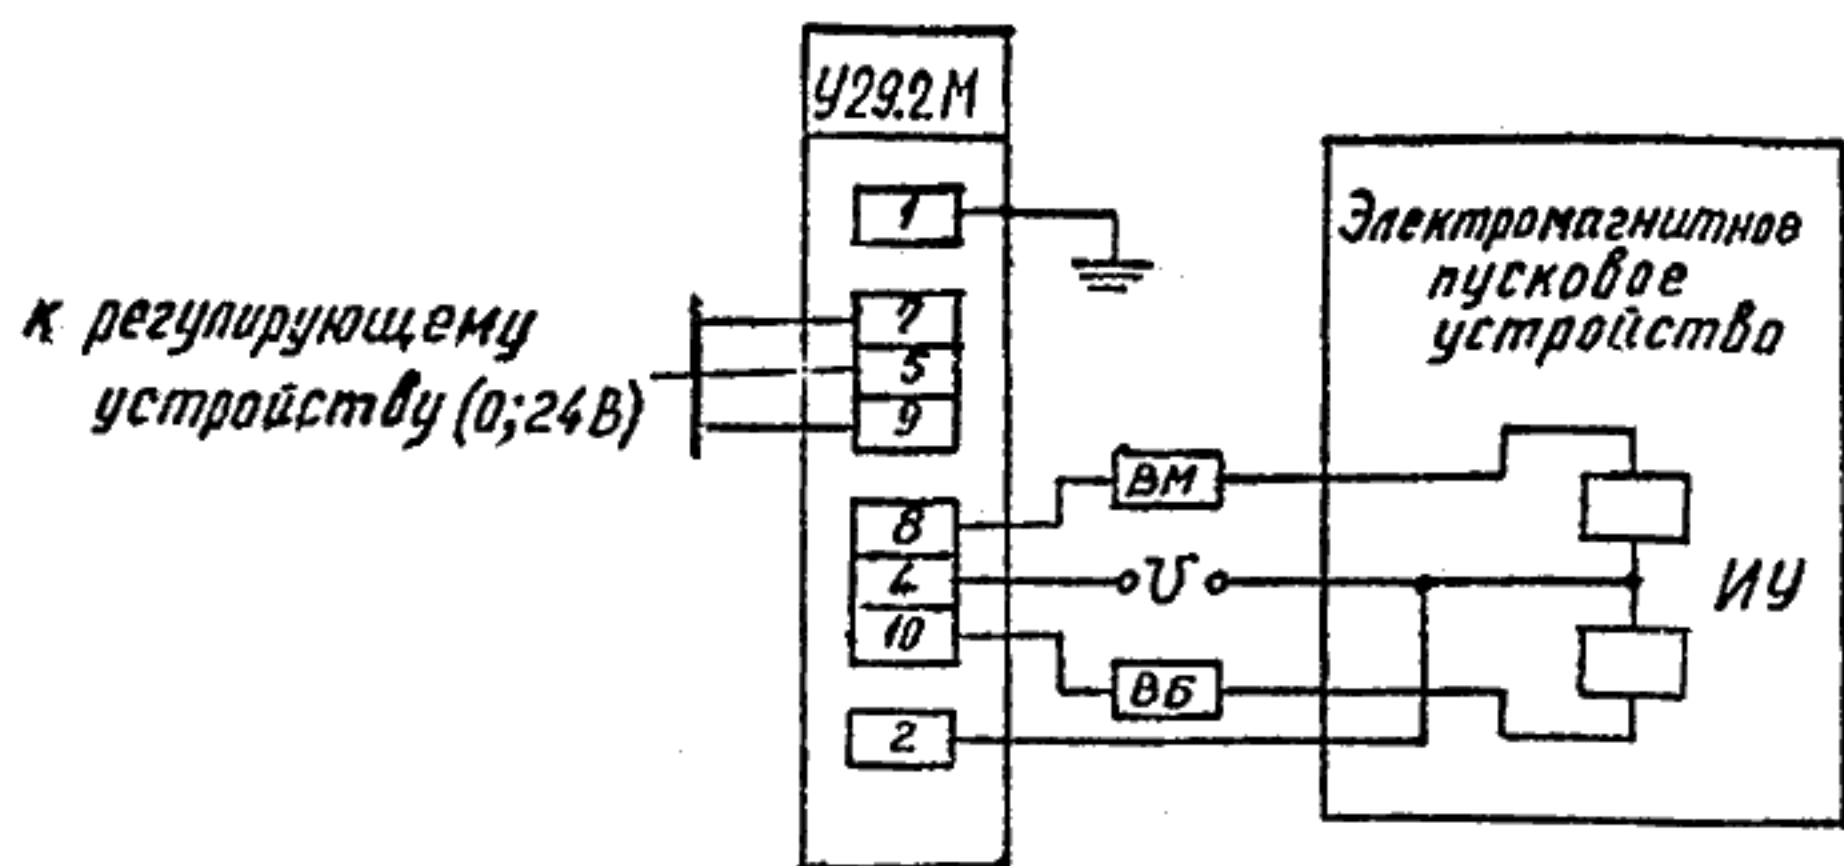 У29.2М
1
Электромагнитное
пусковое
устройство
к регулирующему
устройству (0;24В)
7
5
9
8
4
10
2
ВМ
U
ВБ
ИУ